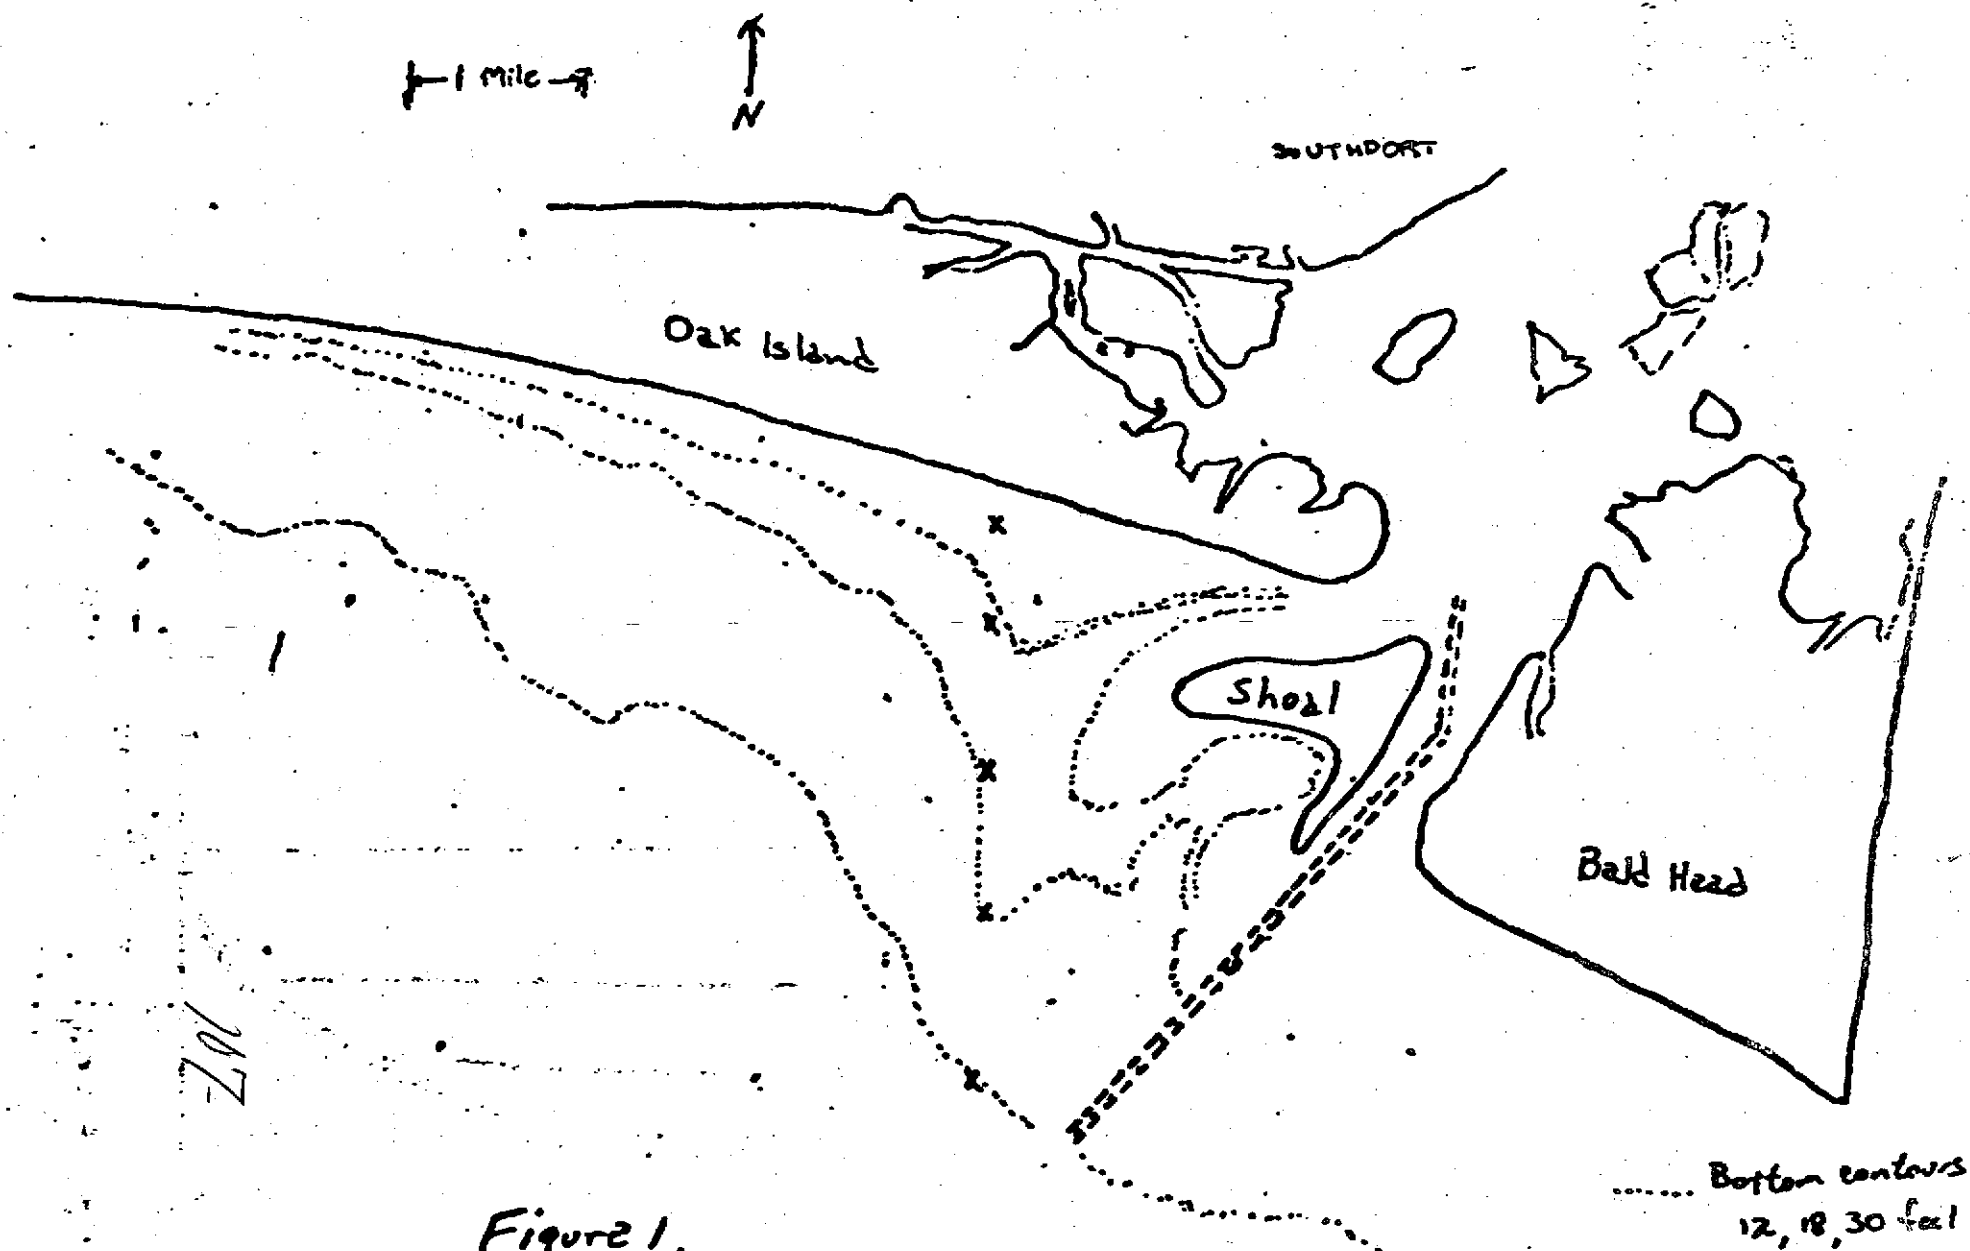 1 Mile
N
SOUTHPORT
Oak Island
Shoal
Bald Head
Bottom contours
12, 18, 30 feet
Figure 1.